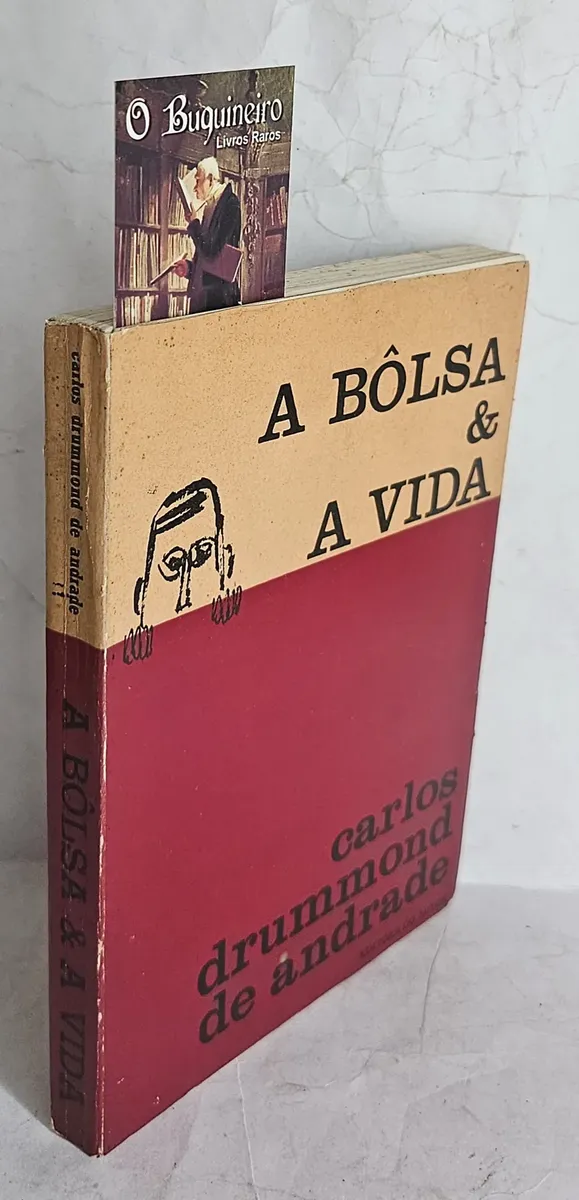 O Buquineiro
Livros Raros
A BÔLSA
&
A VIDA
carlos
drummond
de andrade
carlos drummond de andrade
A BÔLSA & A VIDA